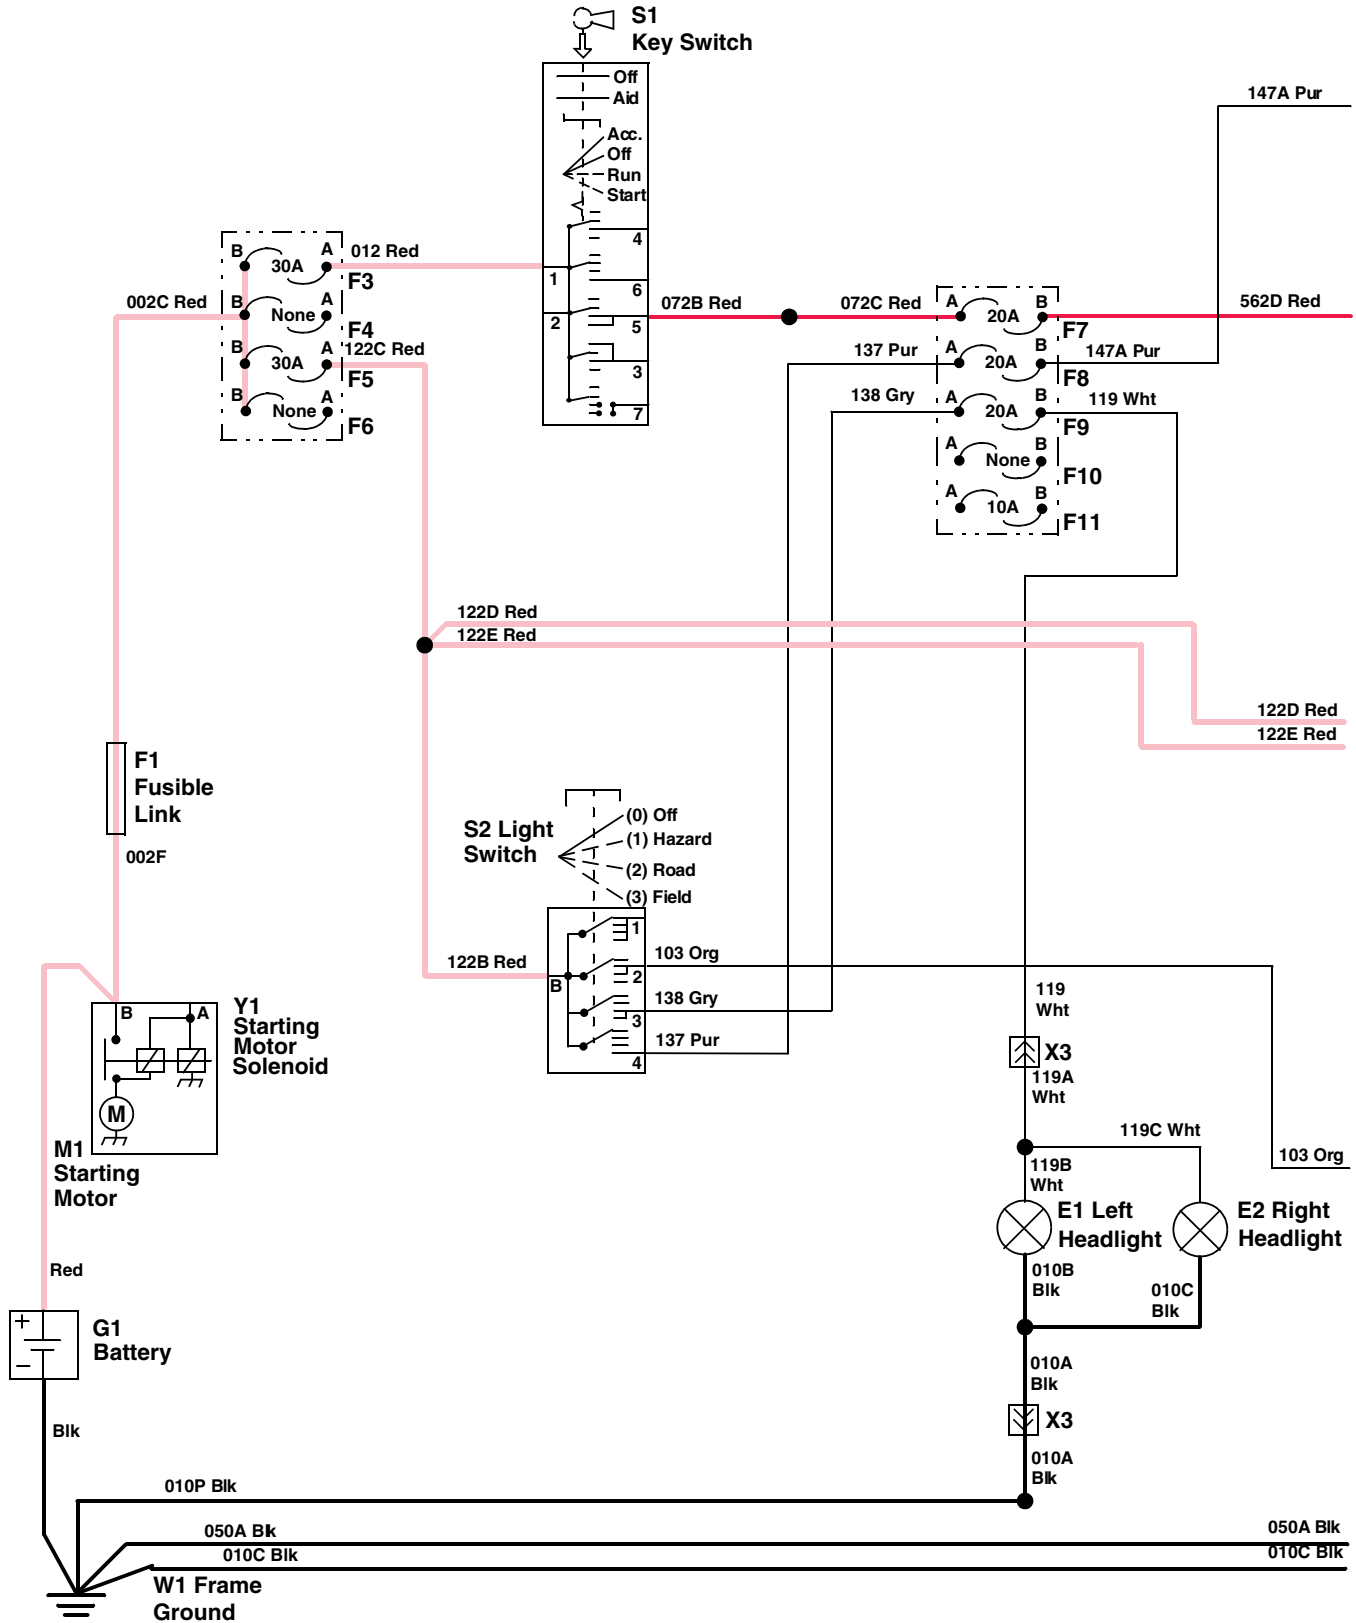 S1
Key Switch
Off
Aid
Acc.
Off
Run
Start
4
1
6
2
5
3
7
147A Pur
B
30A
A
F3
012 Red
002C Red
B
None
A
F4
122C Red
B
30A
A
F5
B
None
A
F6
072B Red
072C Red
A
20A
B
F7
562D Red
137 Pur
A
20A
B
F8
147A Pur
138 Gry
A
20A
B
F9
119 Wht
A
None
B
F10
A
10A
B
F11
122D Red
122E Red
122D Red
122E Red
F1
Fusible
Link
002F
S2 Light
Switch
(0) Off
(1) Hazard
(2) Road
(3) Field
122B Red
B
1
2
3
4
103 Org
138 Gry
137 Pur
B
A
Y1
Starting
Motor
Solenoid
M
M1
Starting
Motor
119
Wht
X3
119A
Wht
119C Wht
119B
Wht
103 Org
E1 Left
Headlight
E2 Right
Headlight
010B
Blk
010C
Blk
Red
+
−
G1
Battery
Blk
010A
Blk
X3
010A
Blk
010P Blk
050A Blk
010C Blk
050A Blk
010C Blk
W1 Frame
Ground